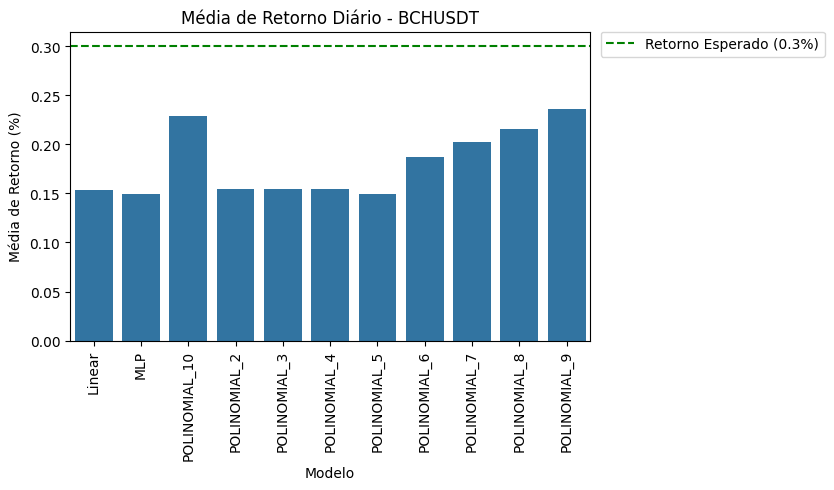 Média de Retorno Diário - BCHUSDT
Retorno Esperado (0.3%)
Média de Retorno (%)
0.30
0.25
0.20
0.15
0.10
0.05
0.00
Linear
MLP
POLINOMIAL_10
POLINOMIAL_2
POLINOMIAL_3
POLINOMIAL_4
POLINOMIAL_5
POLINOMIAL_6
POLINOMIAL_7
POLINOMIAL_8
POLINOMIAL_9
Modelo